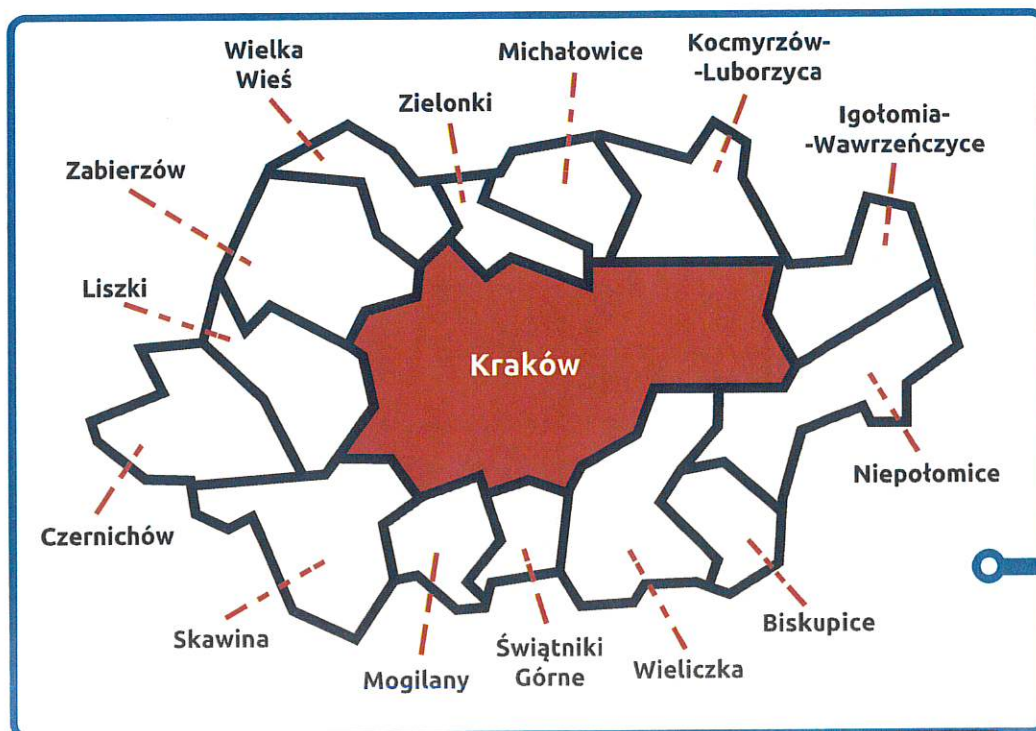 Wielka
Wieś
Michałowice
Kocmyrzów-
-Luborzyca
Zielonki
Igołomia-
-Wawrzeńczyce
Zabierzów
Liszki
Kraków
Niepołomice
Czernichów
Skawina
Mogilany
Świątniki
Górne
Wieliczka
Biskupice